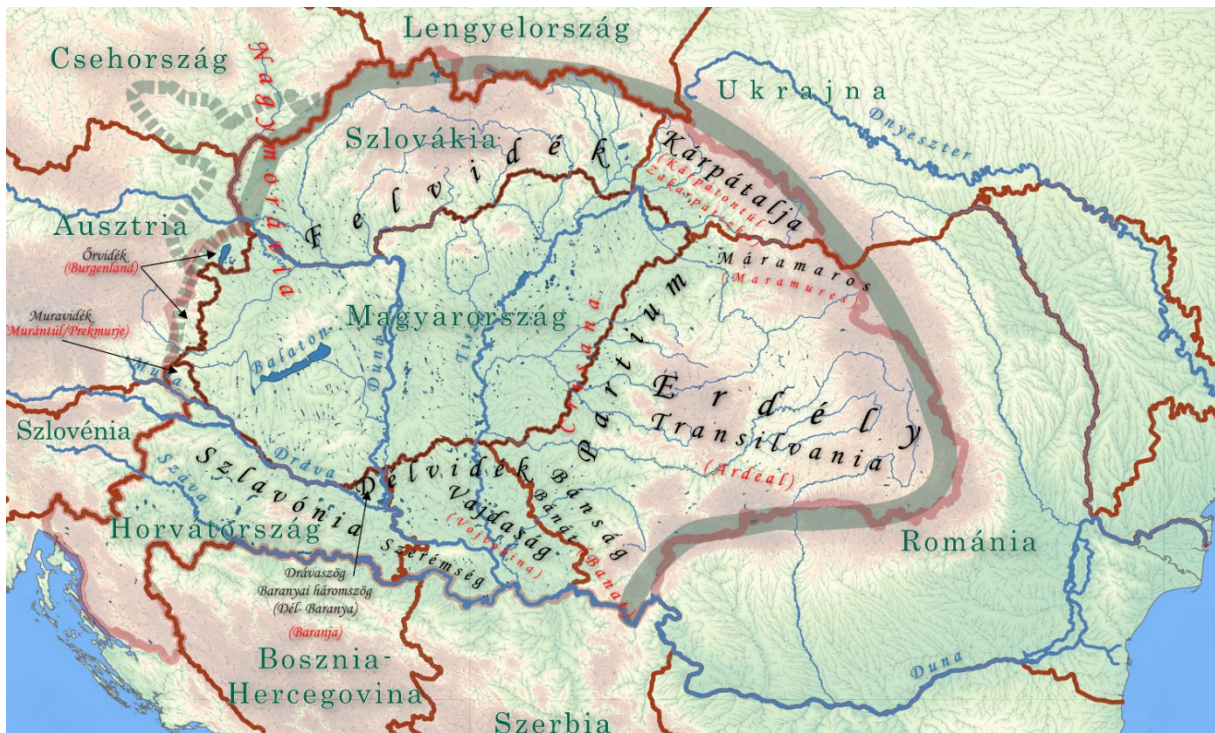 Lengyelország
Csehország
Nagymorávia
Ukrajna
Dnyeszter
Szlovákia
Felvidék
Kárpátalja
(Kárpátontúl
Ausztria
Őrvidék
(Burgenland)
Máramaros
(Maramures)
Muravidék
(Murántúl/Prekmurje)
Magyarország
Crisana
Partium
Balaton
Duna
Tisza
Mura
Erdély
Transilvania
(Ardeal)
Szlovénia
Szlavónia
Dráva
Száva
Délvidék
Vajdaság
(Vojvodina)
Bánság
Bánát
(Banat)
Horvátország
Szerémség
Románia
Drávaszög
Baranyai háromszög
(Dél- Baranya)
(Baranja)
Bosznia-
Hercegovina
Duna
Szerbia